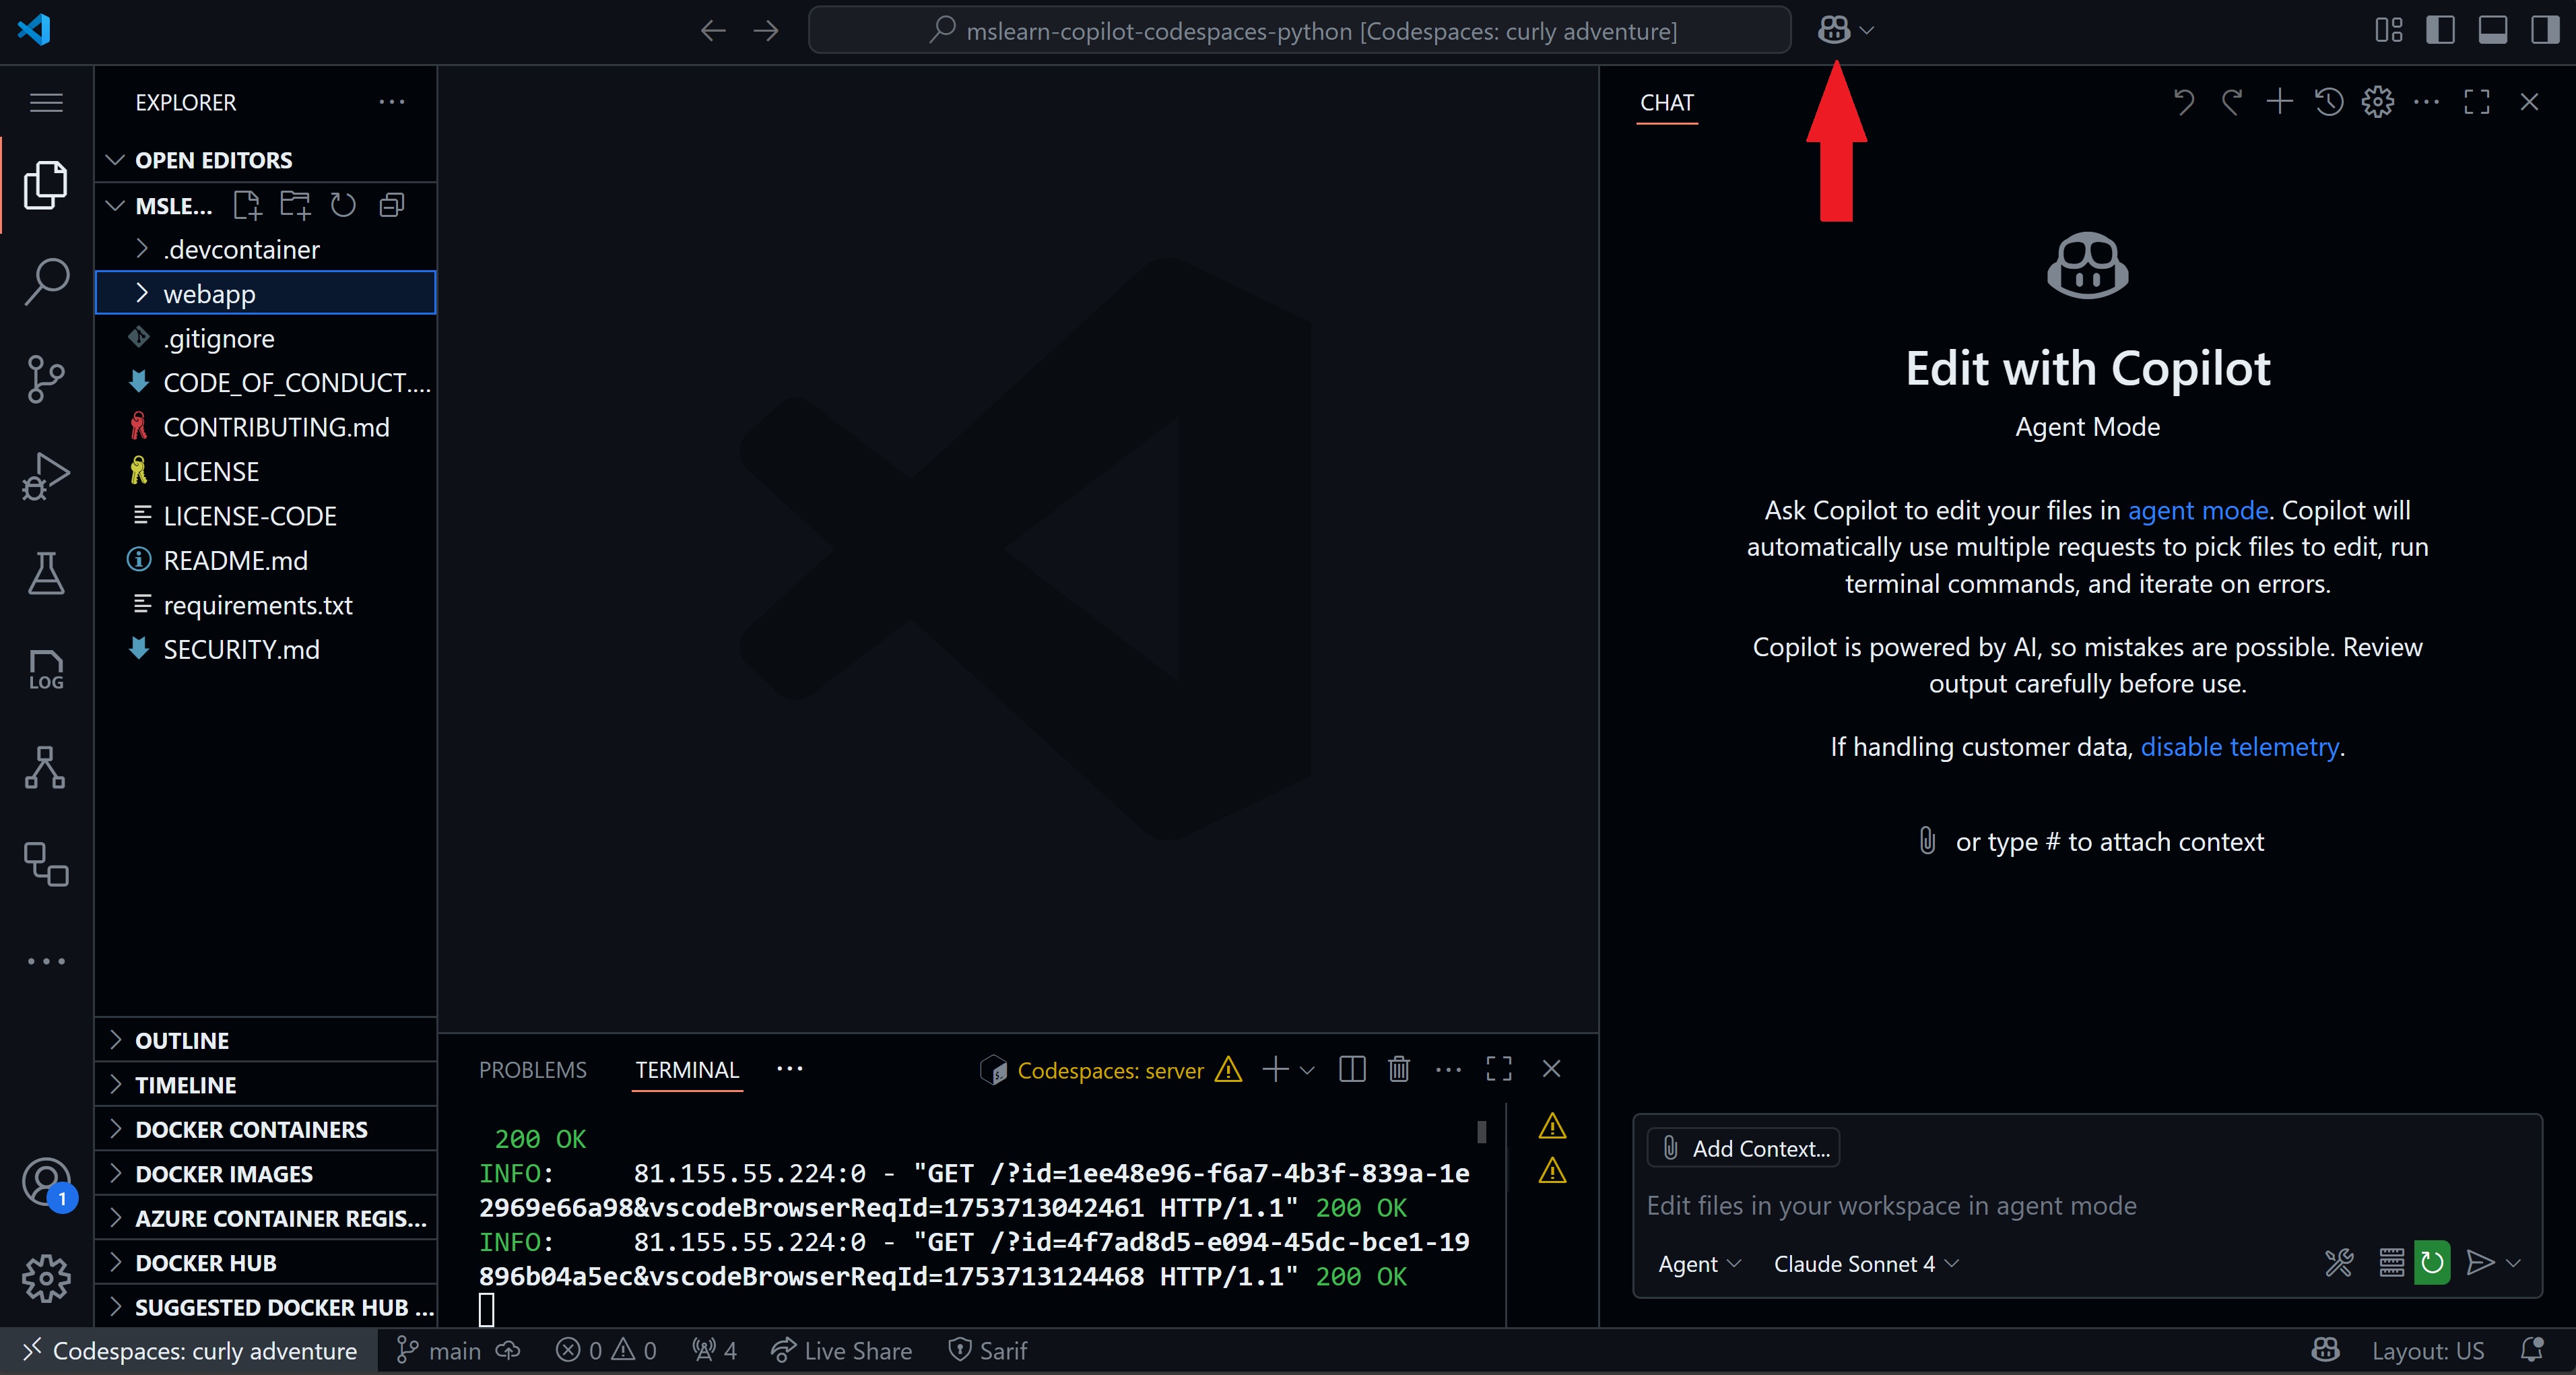 mslearn-copilot-codespaces-python [Codespaces: curly adventure]
EXPLORER
OPEN EDITORS
MSLE...
.devcontainer
webapp
.gitignore
CODE_OF_CONDUCT....
CONTRIBUTING.md
LICENSE
LICENSE-CODE
README.md
requirements.txt
SECURITY.md
LOG
OUTLINE
TIMELINE
DOCKER CONTAINERS
DOCKER IMAGES
AZURE CONTAINER REGIS...
DOCKER HUB
SUGGESTED DOCKER HUB ...
1
PROBLEMS
TERMINAL
Codespaces: server
200 OK
INFO:     81.155.55.224:0 - "GET /?id=1ee48e96-f6a7-4b3f-839a-1e
2969e66a98&vscodeBrowserReqId=1753713042461 HTTP/1.1" 200 OK
INFO:     81.155.55.224:0 - "GET /?id=4f7ad8d5-e094-45dc-bce1-19
896b04a5ec&vscodeBrowserReqId=1753713124468 HTTP/1.1" 200 OK
CHAT
Edit with Copilot
Agent Mode
Ask Copilot to edit your files in agent mode. Copilot will
automatically use multiple requests to pick files to edit, run
terminal commands, and iterate on errors.
Copilot is powered by AI, so mistakes are possible. Review
output carefully before use.
If handling customer data, disable telemetry.
or type # to attach context
Add Context...
Edit files in your workspace in agent mode
Agent Claude Sonnet 4
Codespaces: curly adventure main 0 0 4 Live Share Sarif Layout: US